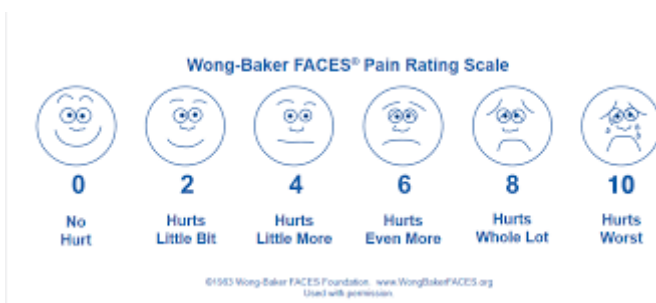 Wong-Baker FACES® Pain Rating Scale
0 2 4 6 8 10
No Hurts Hurts Hurts Hurts Hurts
Hurt Little Bit Little More Even More Whole Lot Worst
©1983 Wong-Baker FACES Foundation. www.WongBakerFACES.org
Used with permission.